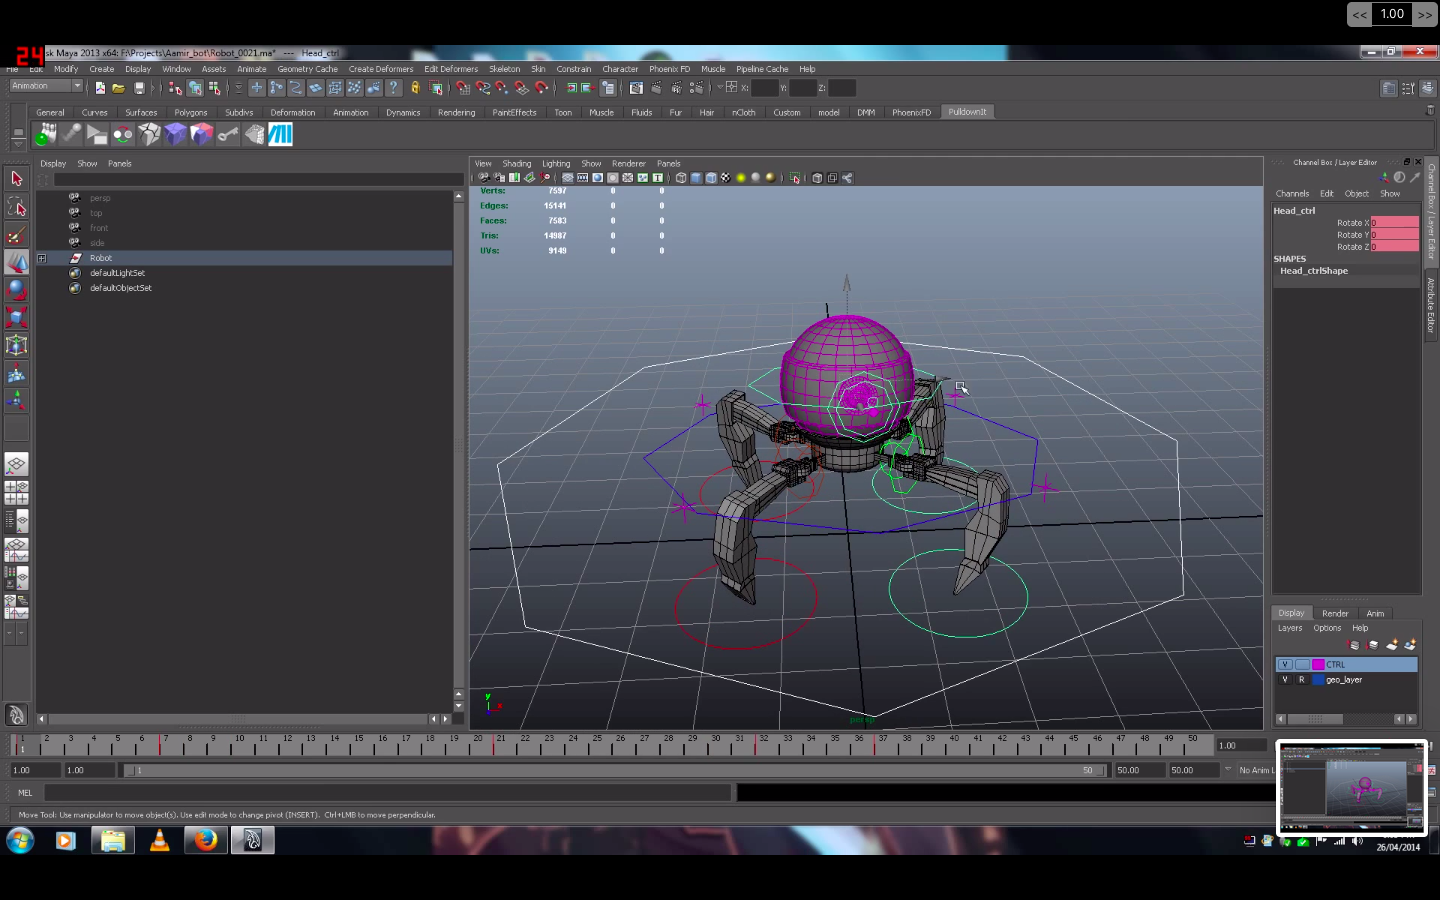 << 1.00 >>
24
sk Maya 2013 x64: F:\Projects\Aamir_bot\Robot_0021.ma* --- Head_ctrl
File Edit Modify Create Display Window Assets Animate Geometry Cache Create Deformers Edit Deformers Skeleton Skin Constrain Character Phoenix FD Muscle Pipeline Cache Help
Animation X: Y: Z:
General Curves Surfaces Polygons Subdivs Deformation Animation Dynamics Rendering PaintEffects Toon Muscle Fluids Fur Hair nCloth Custom model DMM PhoenixFD PulldownIt
Display Show Panels
persp
top
front
side
Robot
defaultLightSet
defaultObjectSet
View Shading Lighting Show Renderer Panels
Verts: 7597 0 0
Edges: 15141 0 0
Faces: 7583 0 0
Tris: 14987 0 0
UVs: 9149 0 0
y
persp
Channel Box / Layer Editor
Channels Edit Object Show
Head_ctrl
Rotate X 0
Rotate Y 0
Rotate Z 0
SHAPES
Head_ctrlShape
Channel Box / Layer Editor
Attribute Editor
Display Render Anim
Layers Options Help
V CTRL
V R geo_layer
1 2 3 4 5 6 7 8 9 10 11 12 13 14 15 16 17 18 19 20 21 22 23 24 25 26 27 28 29 30 31 32 33 34 35 36 37 38 39 40 41 42 43 44 45 46 47 48 49 50 1.00
1
1.00 1.00 1 50 50.00 50.00 No Anim L
MEL
Move Tool: Use manipulator to move object(s). Use edit mode to change pivot (INSERT). Ctrl+LMB to move perpendicular.
26/04/2014